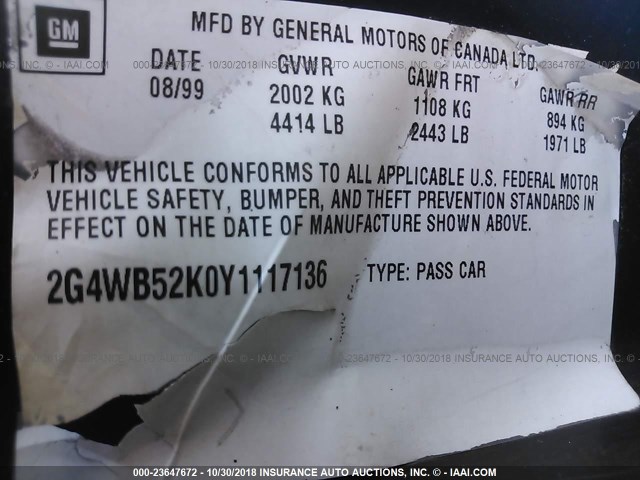 GM
MFD BY GENERAL MOTORS OF CANADA LTD.
DATE GVWR GAWR FRT GAWR RR
08/99 2002 KG 1108 KG 894 KG
4414 LB 2443 LB 1971 LB
THIS VEHICLE CONFORMS TO ALL APPLICABLE U.S. FEDERAL MOTOR
VEHICLE SAFETY, BUMPER, AND THEFT PREVENTION STANDARDS IN
EFFECT ON THE DATE OF MANUFACTURE SHOWN ABOVE.
2G4WB52K0Y1117136 TYPE: PASS CAR
000-23647672 - 10/30/2018 INSURANCE AUTO AUCTIONS, INC. - © IAAI.COM